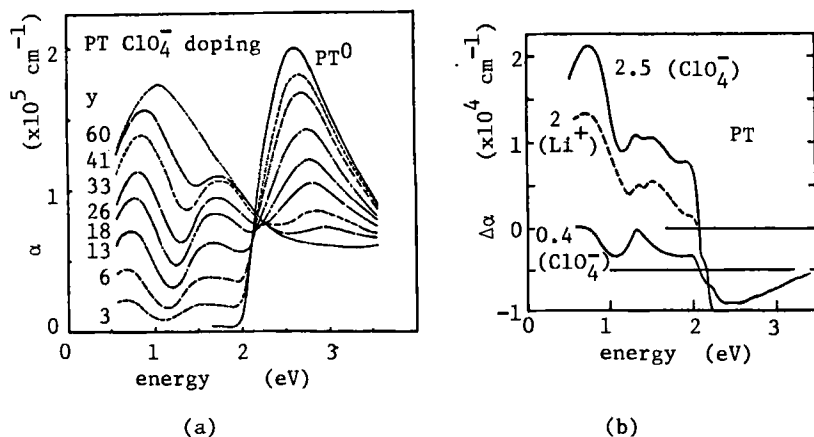 PT ClO₄⁻ doping
PT⁰
y
60
41
33
26
18
13
6
3
α (x10⁵ cm⁻¹)
2
1
0
0 1 2 3
energy (eV)
(a)
2.5 (ClO₄⁻)
2
(Li⁺)
PT
0.4
(ClO₄⁻)
Δα (x10⁴ cm⁻¹)
2
1
0
-1
0 1 2 3
energy (eV)
(b)